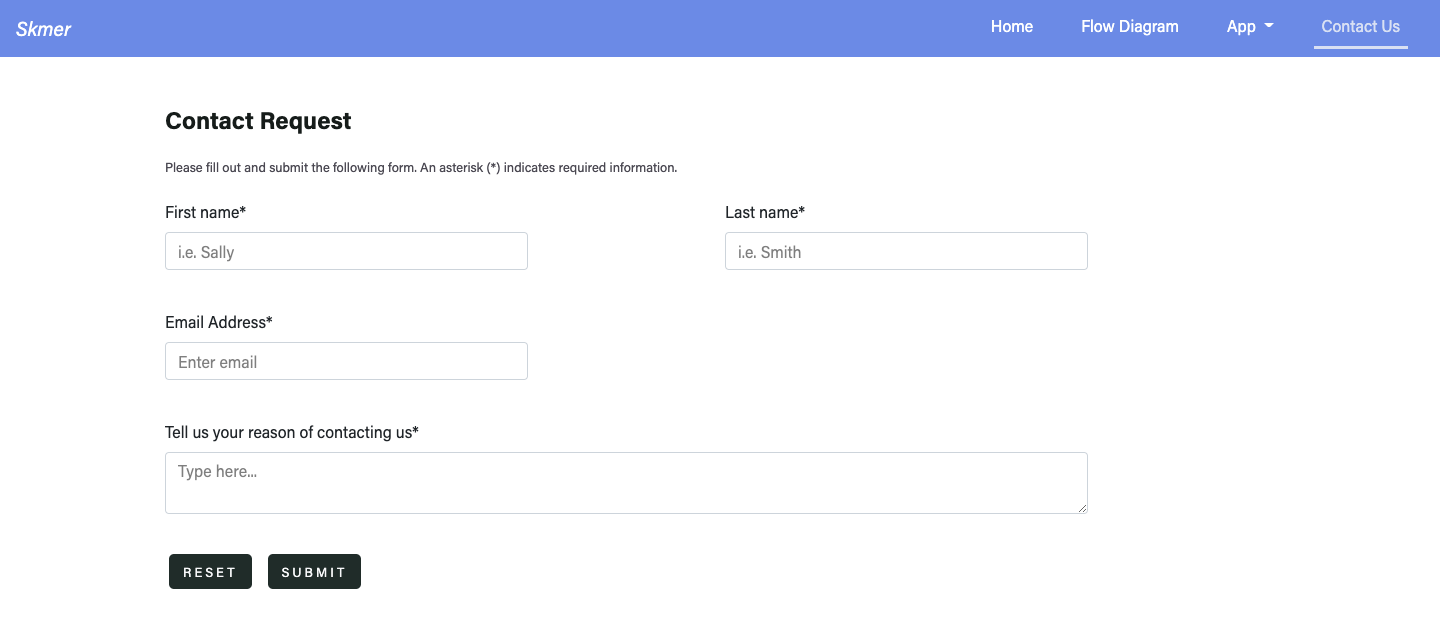 Skmer
Home Flow Diagram App Contact Us
Contact Request
Please fill out and submit the following form. An asterisk (*) indicates required information.
First name* Last name*
i.e. Sally i.e. Smith
Email Address*
Enter email
Tell us your reason of contacting us*
Type here...
RESET SUBMIT